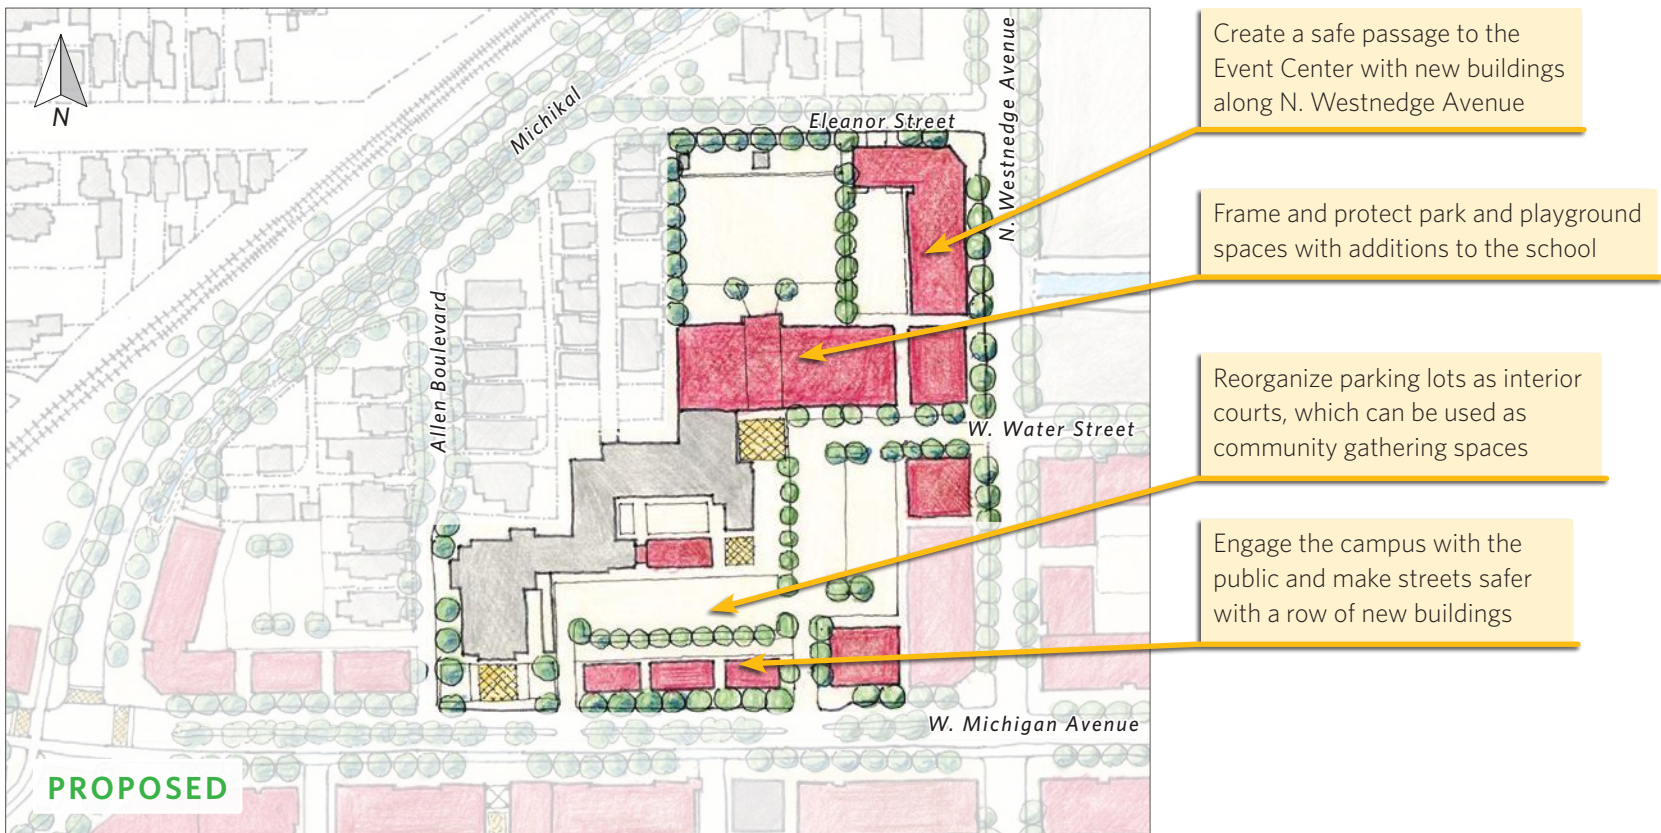 N
Michikal
Eleanor Street
N. Westnedge Avenue
Allen Boulevard
W. Water Street
W. Michigan Avenue
PROPOSED
Create a safe passage to the
Event Center with new buildings
along N. Westnedge Avenue
Frame and protect park and playground
spaces with additions to the school
Reorganize parking lots as interior
courts, which can be used as
community gathering spaces
Engage the campus with the
public and make streets safer
with a row of new buildings